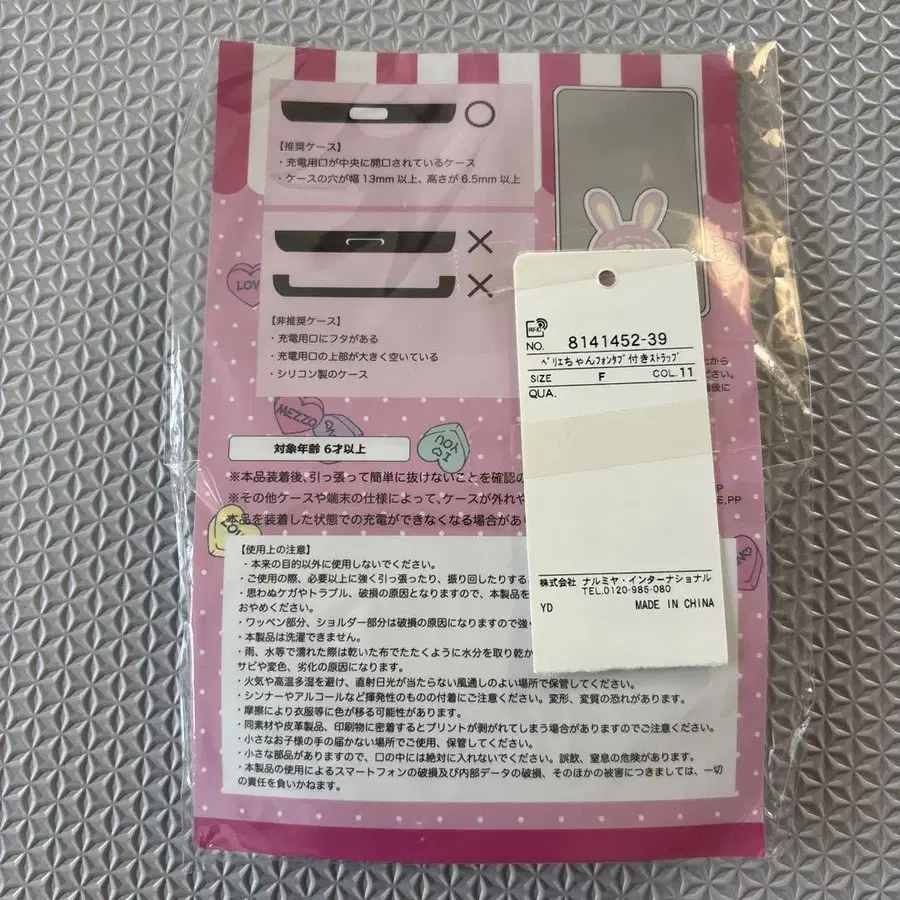 【推奨ケース】
・充電用口が中央に開口されているケース
・ケースの穴が幅13mm以上、高さが6.5mm以上
【非推奨ケース】
・充電用口にフタがある
・充電用口の上部が大きく空いている
・シリコン製のケース
LOV
MEZZO
I
YOU
対象年齢 6才以上
※本品装着後、引っ張って簡単に抜けないことを確認の
※その他ケースや端末の仕様によって、ケースが外れや
本品を装着した状態での充電ができなくなる場合があり
から
ださい。
後に
P
E,PP
【使用上の注意】
・本来の目的以外に使用しないでください。
・ご使用の際、必要以上に強く引っ張ったり、振り回したりする
・思わぬケガやトラブル、破損の原因となりますので、本製品を
おやめください。
・ワッペン部分、ショルダー部分は破損の原因になりますので強く
・本製品は洗濯できません。
・雨、水等で濡れた際は乾いた布でたたくように水分を取り乾か
サビや変色、劣化の原因になります。
・火気や高温多湿を避け、直射日光が当たらない風通しのよい場所で保管してください。
・シンナーやアルコールなど揮発性のものの付着にご注意ください。変形、変質の恐れがあります。
・摩擦により衣服等に色が移る可能性があります。
・同素材や皮革製品、印刷物に密着するとプリントが剥がれてしまう場合がありますのでご注意ください。
・小さなお子様の手の届かない場所でご使用、保管してください。
・小さな部品がありますので、口の中には絶対に入れないでください。誤飲、窒息の危険があります。
・本製品の使用によるスマートフォンの破損及び内部データの破損、そのほかの被害につきましては、一切
の責任を負いかねます。
RFID
NO. 8141452-39
ベリエちゃんフォンタブ付きストラップ
SIZE F COL. 11
QUA.
株式会社 ナルミヤ・インターナショナル
TEL.0120-985-080
YD MADE IN CHINA